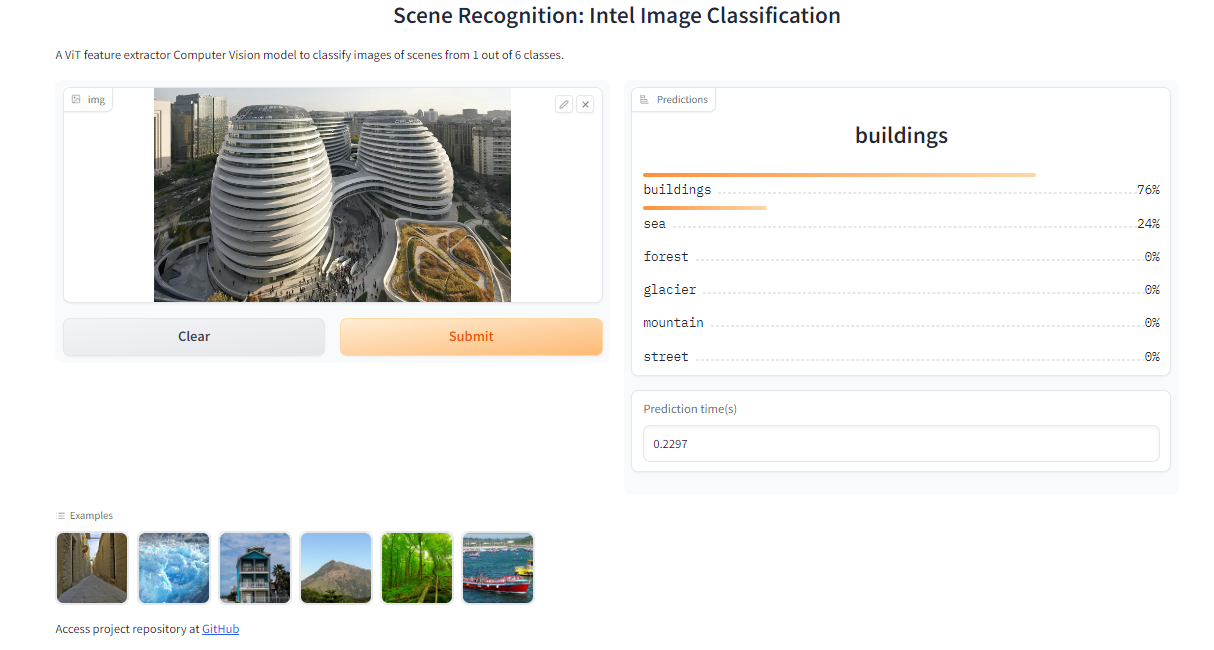 Scene Recognition: Intel Image Classification
A ViT feature extractor Computer Vision model to classify images of scenes from 1 out of 6 classes.
img
Clear
Submit
Predictions
buildings
buildings 76%
sea 24%
forest 0%
glacier 0%
mountain 0%
street 0%
Prediction time(s)
0.2297
Examples
Access project repository at GitHub